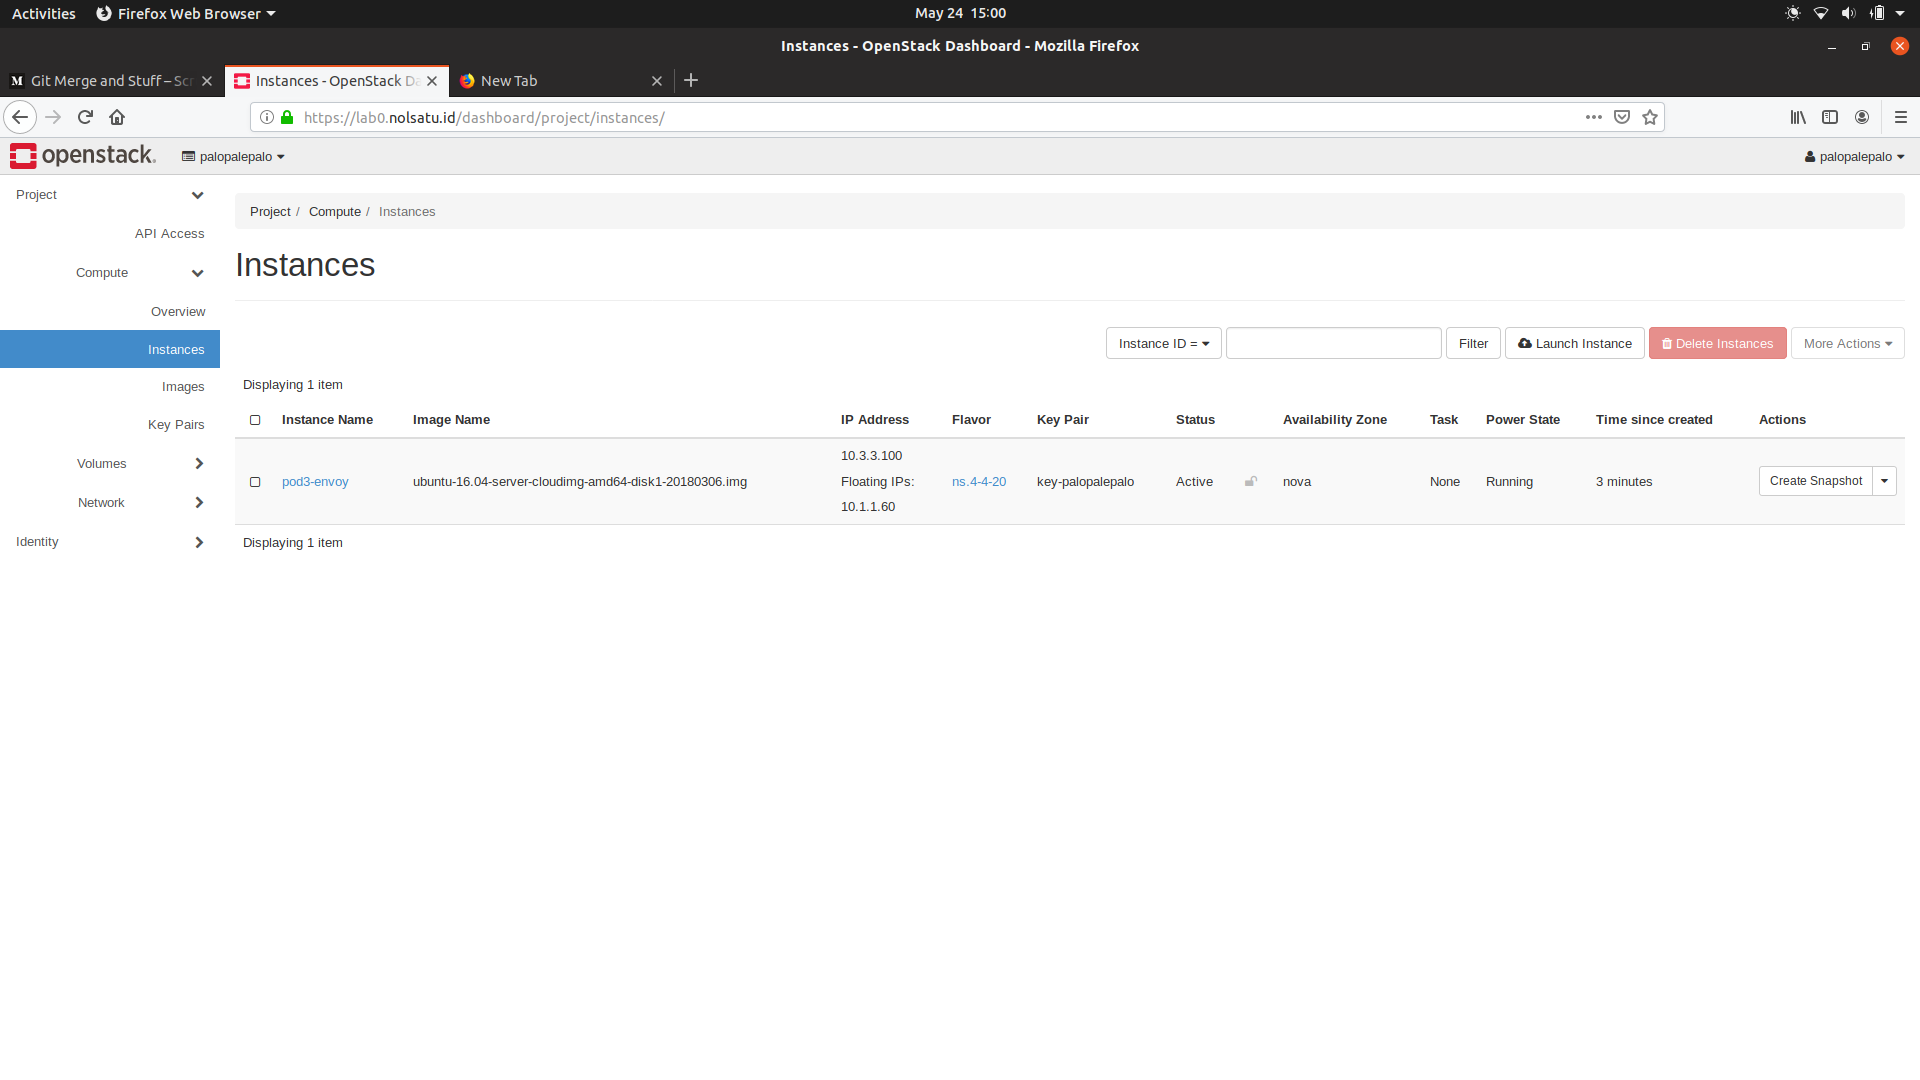 Activities Firefox Web Browser May 24 15:00
Instances - OpenStack Dashboard - Mozilla Firefox
Git Merge and Stuff – Sc Instances - OpenStack D New Tab
https://lab0.nolsatu.id/dashboard/project/instances/
openstack. palopalepalo palopalepalo
Project
API Access
Compute
Overview
Instances
Images
Key Pairs
Volumes
Network
Identity
Project / Compute / Instances
Instances
Instance ID = Filter Launch Instance Delete Instances More Actions
Displaying 1 item
Instance Name Image Name IP Address Flavor Key Pair Status Availability Zone Task Power State Time since created Actions
10.3.3.100
pod3-envoy ubuntu-16.04-server-cloudimg-amd64-disk1-20180306.img Floating IPs: ns.4-4-20 key-palopalepalo Active nova None Running 3 minutes Create Snapshot
10.1.1.60
Displaying 1 item